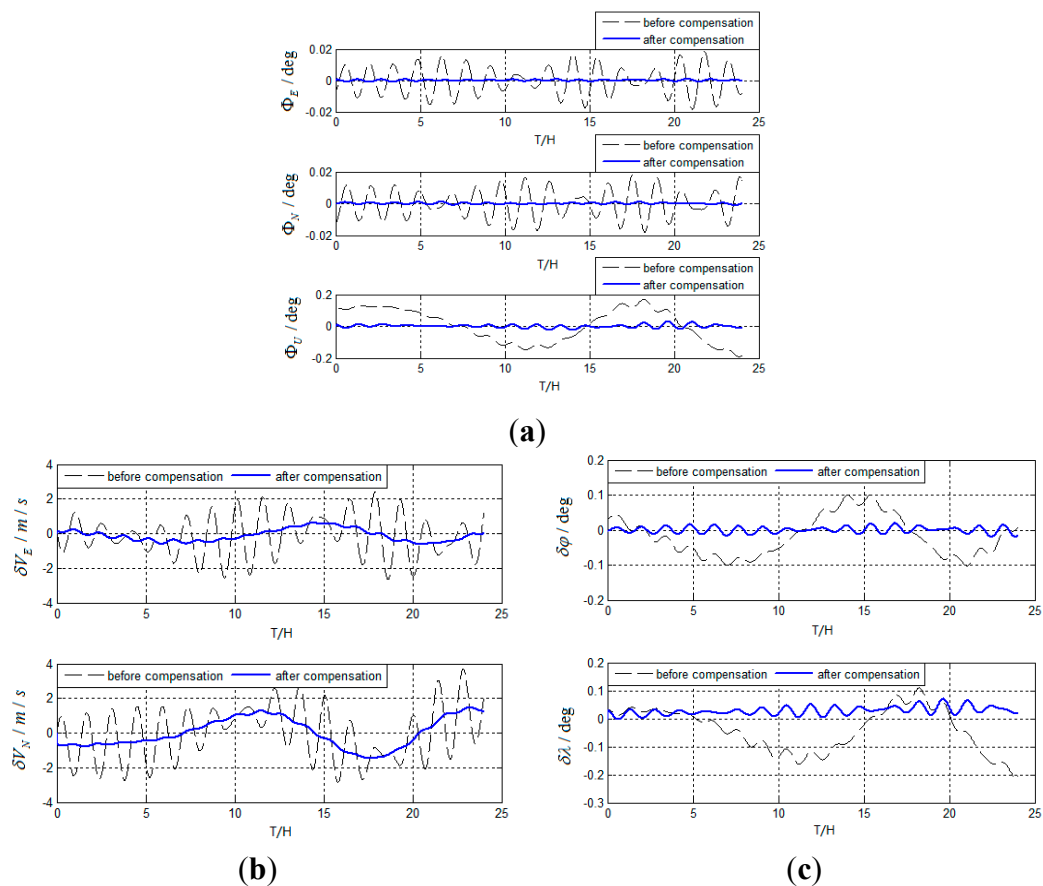 before compensation
after compensation
Φ_E / deg
0.02
0
-0.02
0 5 10 15 20 25
T/H
before compensation
after compensation
Φ_N / deg
0.02
0
-0.02
0 5 10 15 20 25
T/H
before compensation
after compensation
Φ_U / deg
0.2
0
-0.2
0 5 10 15 20 25
T/H
(a)
before compensation after compensation
δV_E / m / s
4
2
0
-2
-4
0 5 10 15 20 25
T/H
before compensation after compensation
δV_N / m / s
4
2
0
-2
-4
0 5 10 15 20 25
T/H
(b)
before compensation after compensation
δφ / deg
0.2
0.1
0
-0.1
-0.2
0 5 10 15 20 25
T/H
before compensation after compensation
δλ / deg
0.2
0.1
0
-0.1
-0.2
-0.3
0 5 10 15 20 25
T/H
(c)